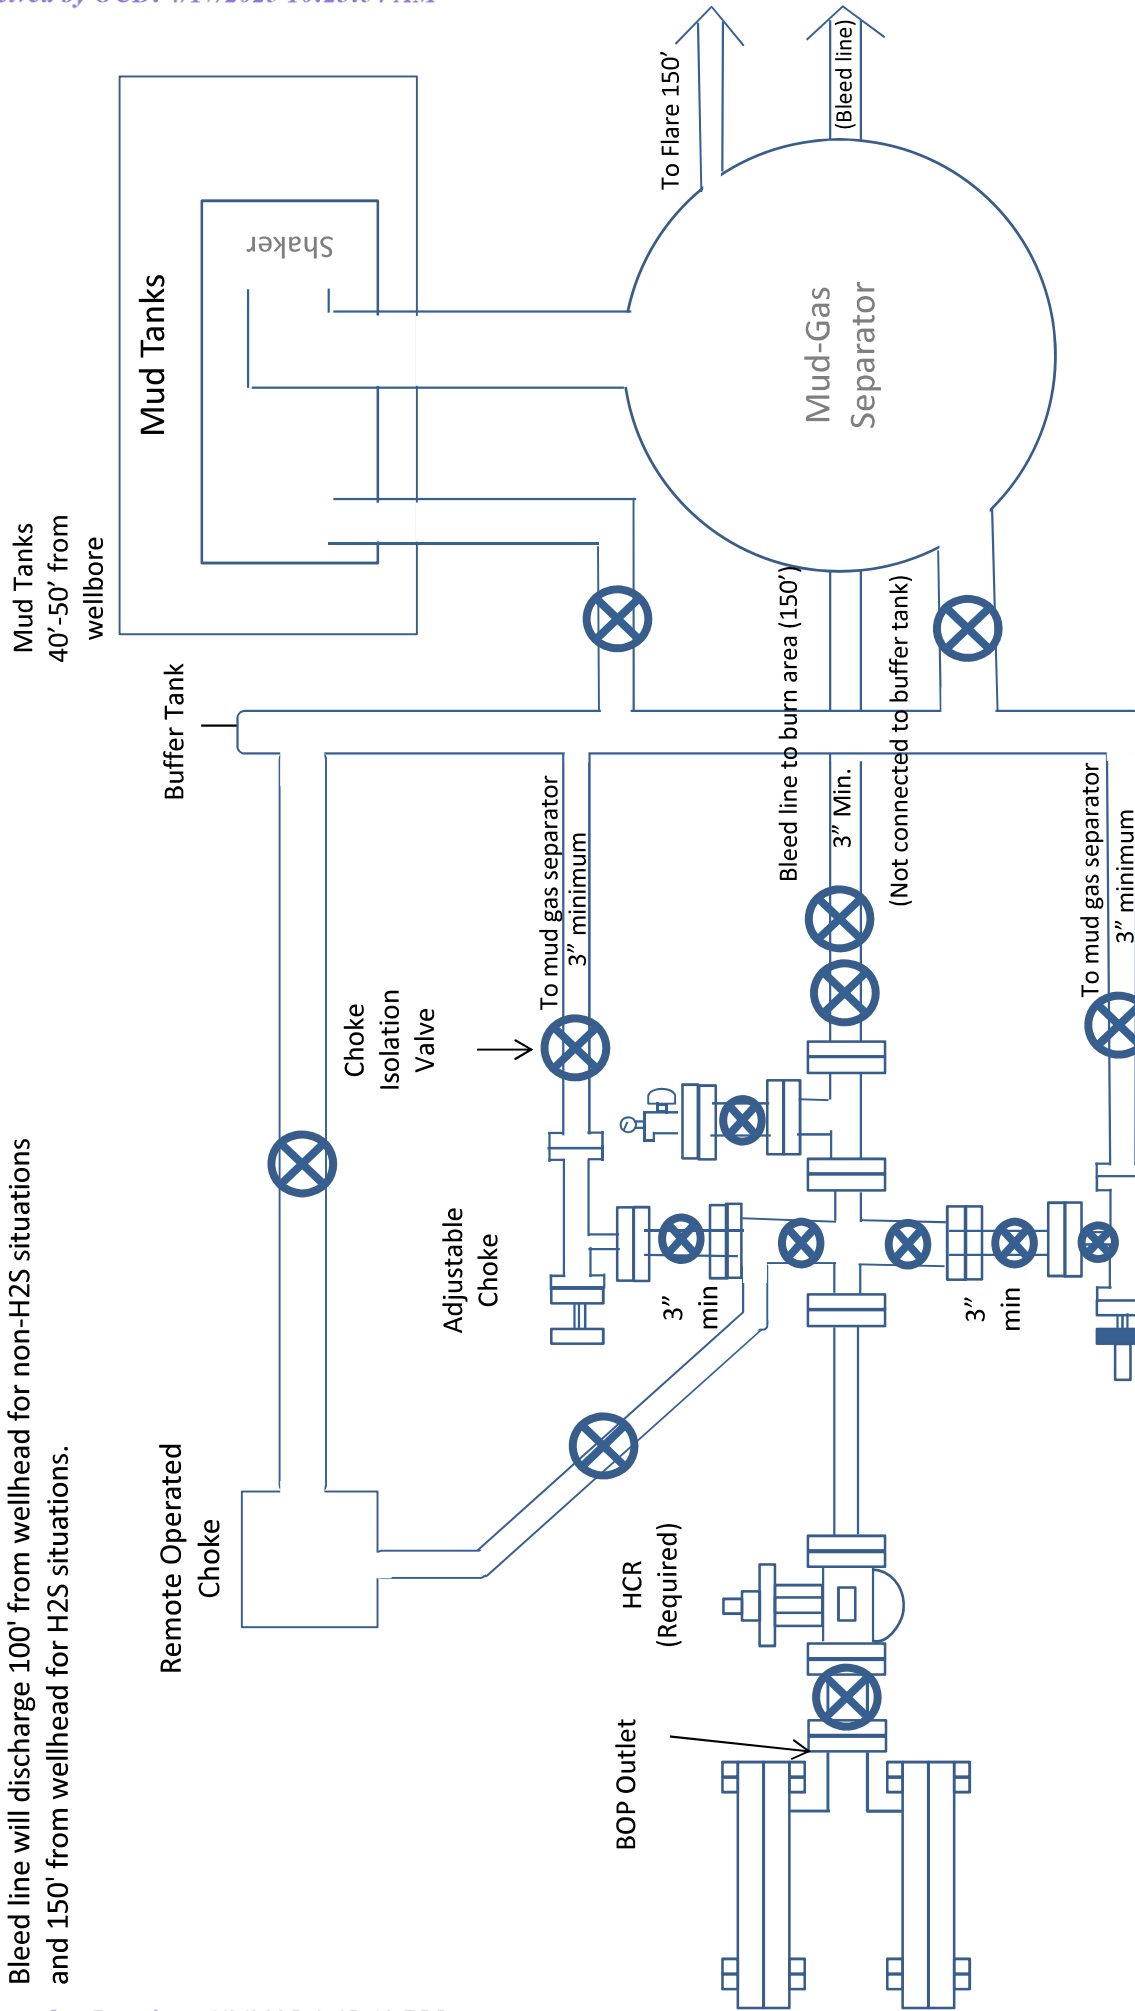 Bleed line will discharge 100' from wellhead for non-H2S situations
and 150' from wellhead for H2S situations.
Mud Tanks
40’-50’ from
wellbore
Mud Tanks
Shaker
Buffer Tank
Remote Operated
Choke
Choke
Isolation
Valve
Adjustable
Choke
To mud gas separator
3” minimum
To Flare 150’
(Bleed line)
Mud-Gas
Separator
Bleed line to burn area (150’)
3” Min.
(Not connected to buffer tank)
3”
min
HCR
(Required)
BOP Outlet
3”
min
To mud gas separator
3” minimum